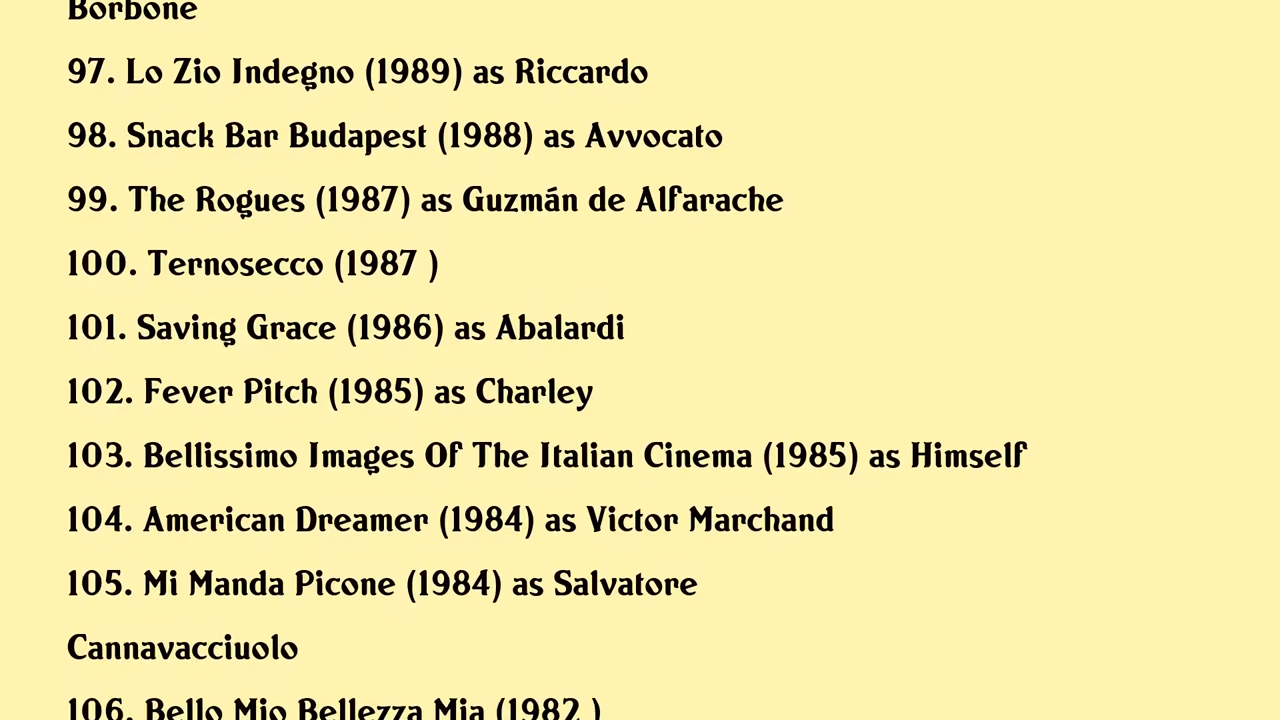 Borbone
97. Lo Zio Indegno (1989) as Riccardo
98. Snack Bar Budapest (1988) as Avvocato
99. The Rogues (1987) as Guzmán de Alfarache
100. Ternosecco (1987 )
101. Saving Grace (1986) as Abalardi
102. Fever Pitch (1985) as Charley
103. Bellissimo Images Of The Italian Cinema (1985) as Himself
104. American Dreamer (1984) as Victor Marchand
105. Mi Manda Picone (1984) as Salvatore
Cannavacciuolo
106. Bello Mio Bellezza Mia (1982 )